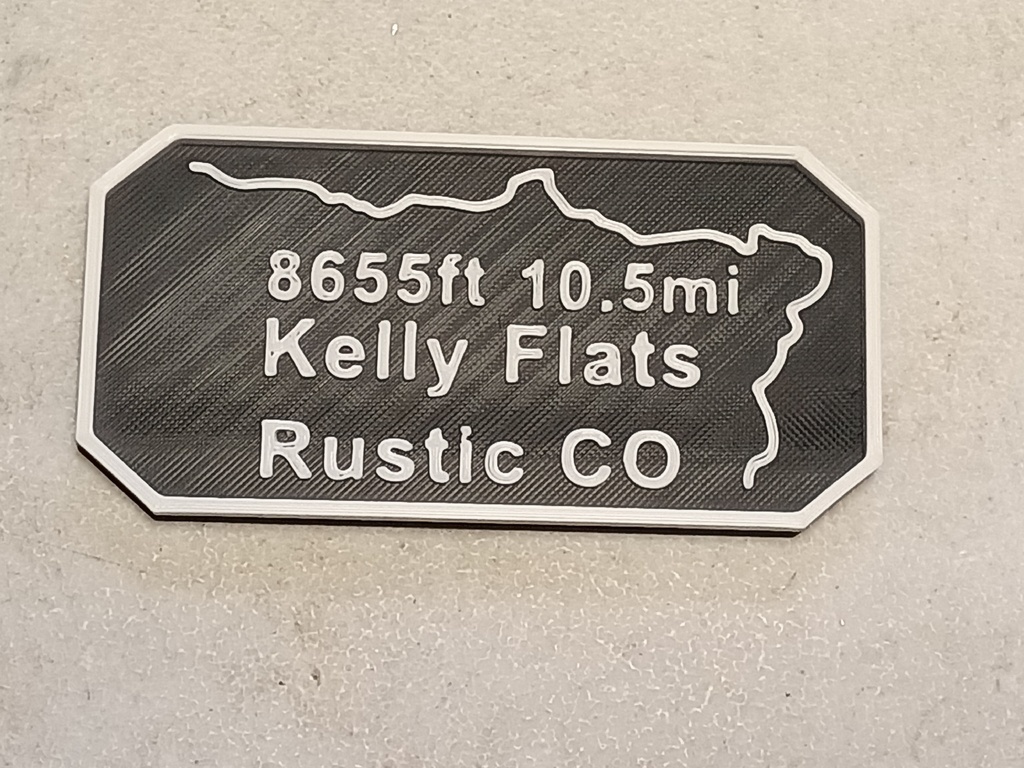 8655ft 10.5mi
Kelly Flats
Rustic CO